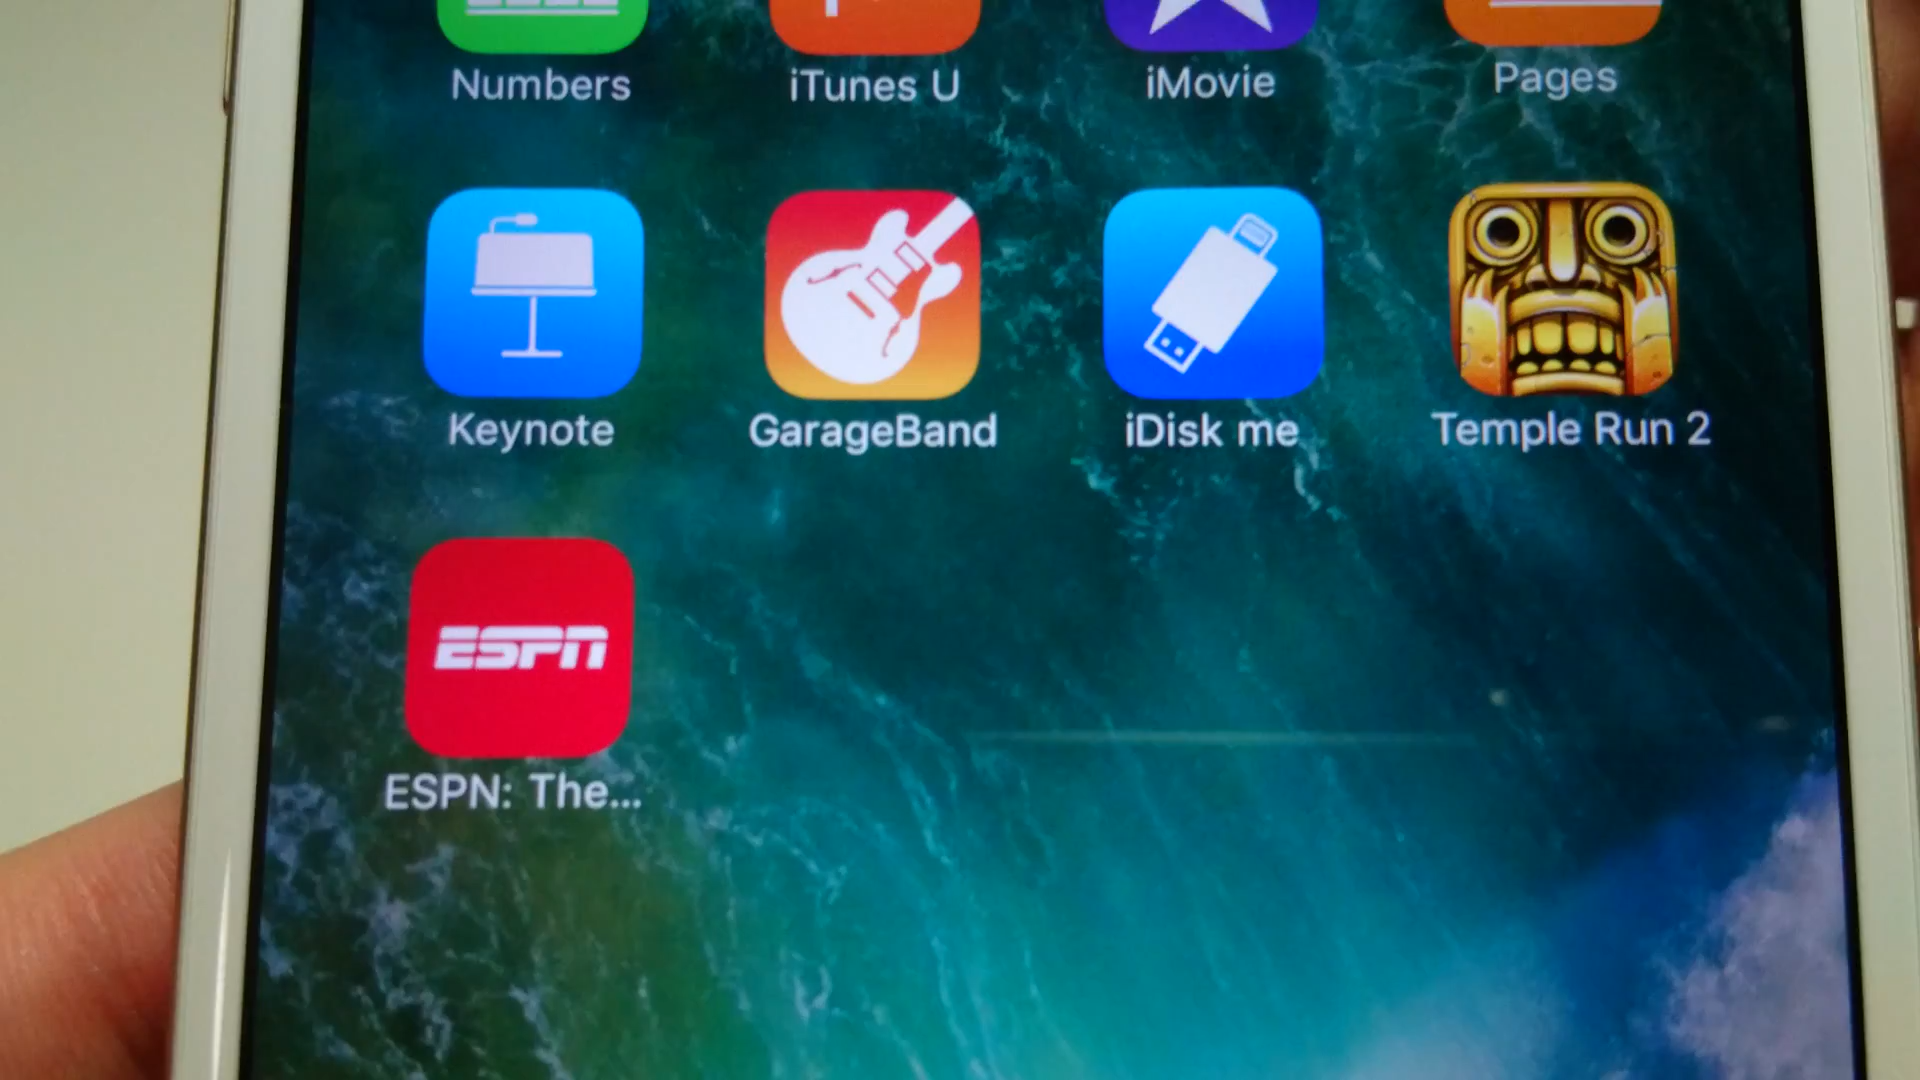 Numbers
iTunes U
iMovie
Pages
Keynote
GarageBand
iDisk me
Temple Run 2
ESPN
ESPN: The...